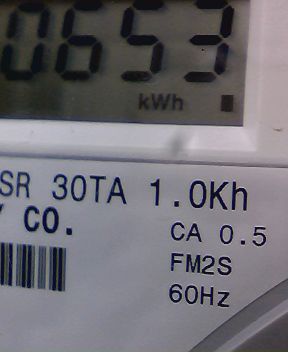 0653
kWh
SR 30TA 1.0Kh
Y CO.
CA 0.5
FM2S
60Hz